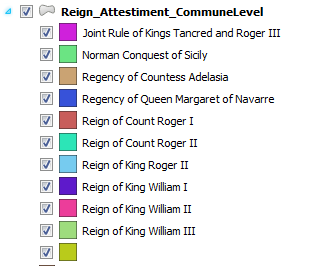 Reign_Attestiment_CommuneLevel
Joint Rule of Kings Tancred and Roger III
Norman Conquest of Sicily
Regency of Countess Adelasia
Regency of Queen Margaret of Navarre
Reign of Count Roger I
Reign of Count Roger II
Reign of King Roger II
Reign of King William I
Reign of King William II
Reign of King William III